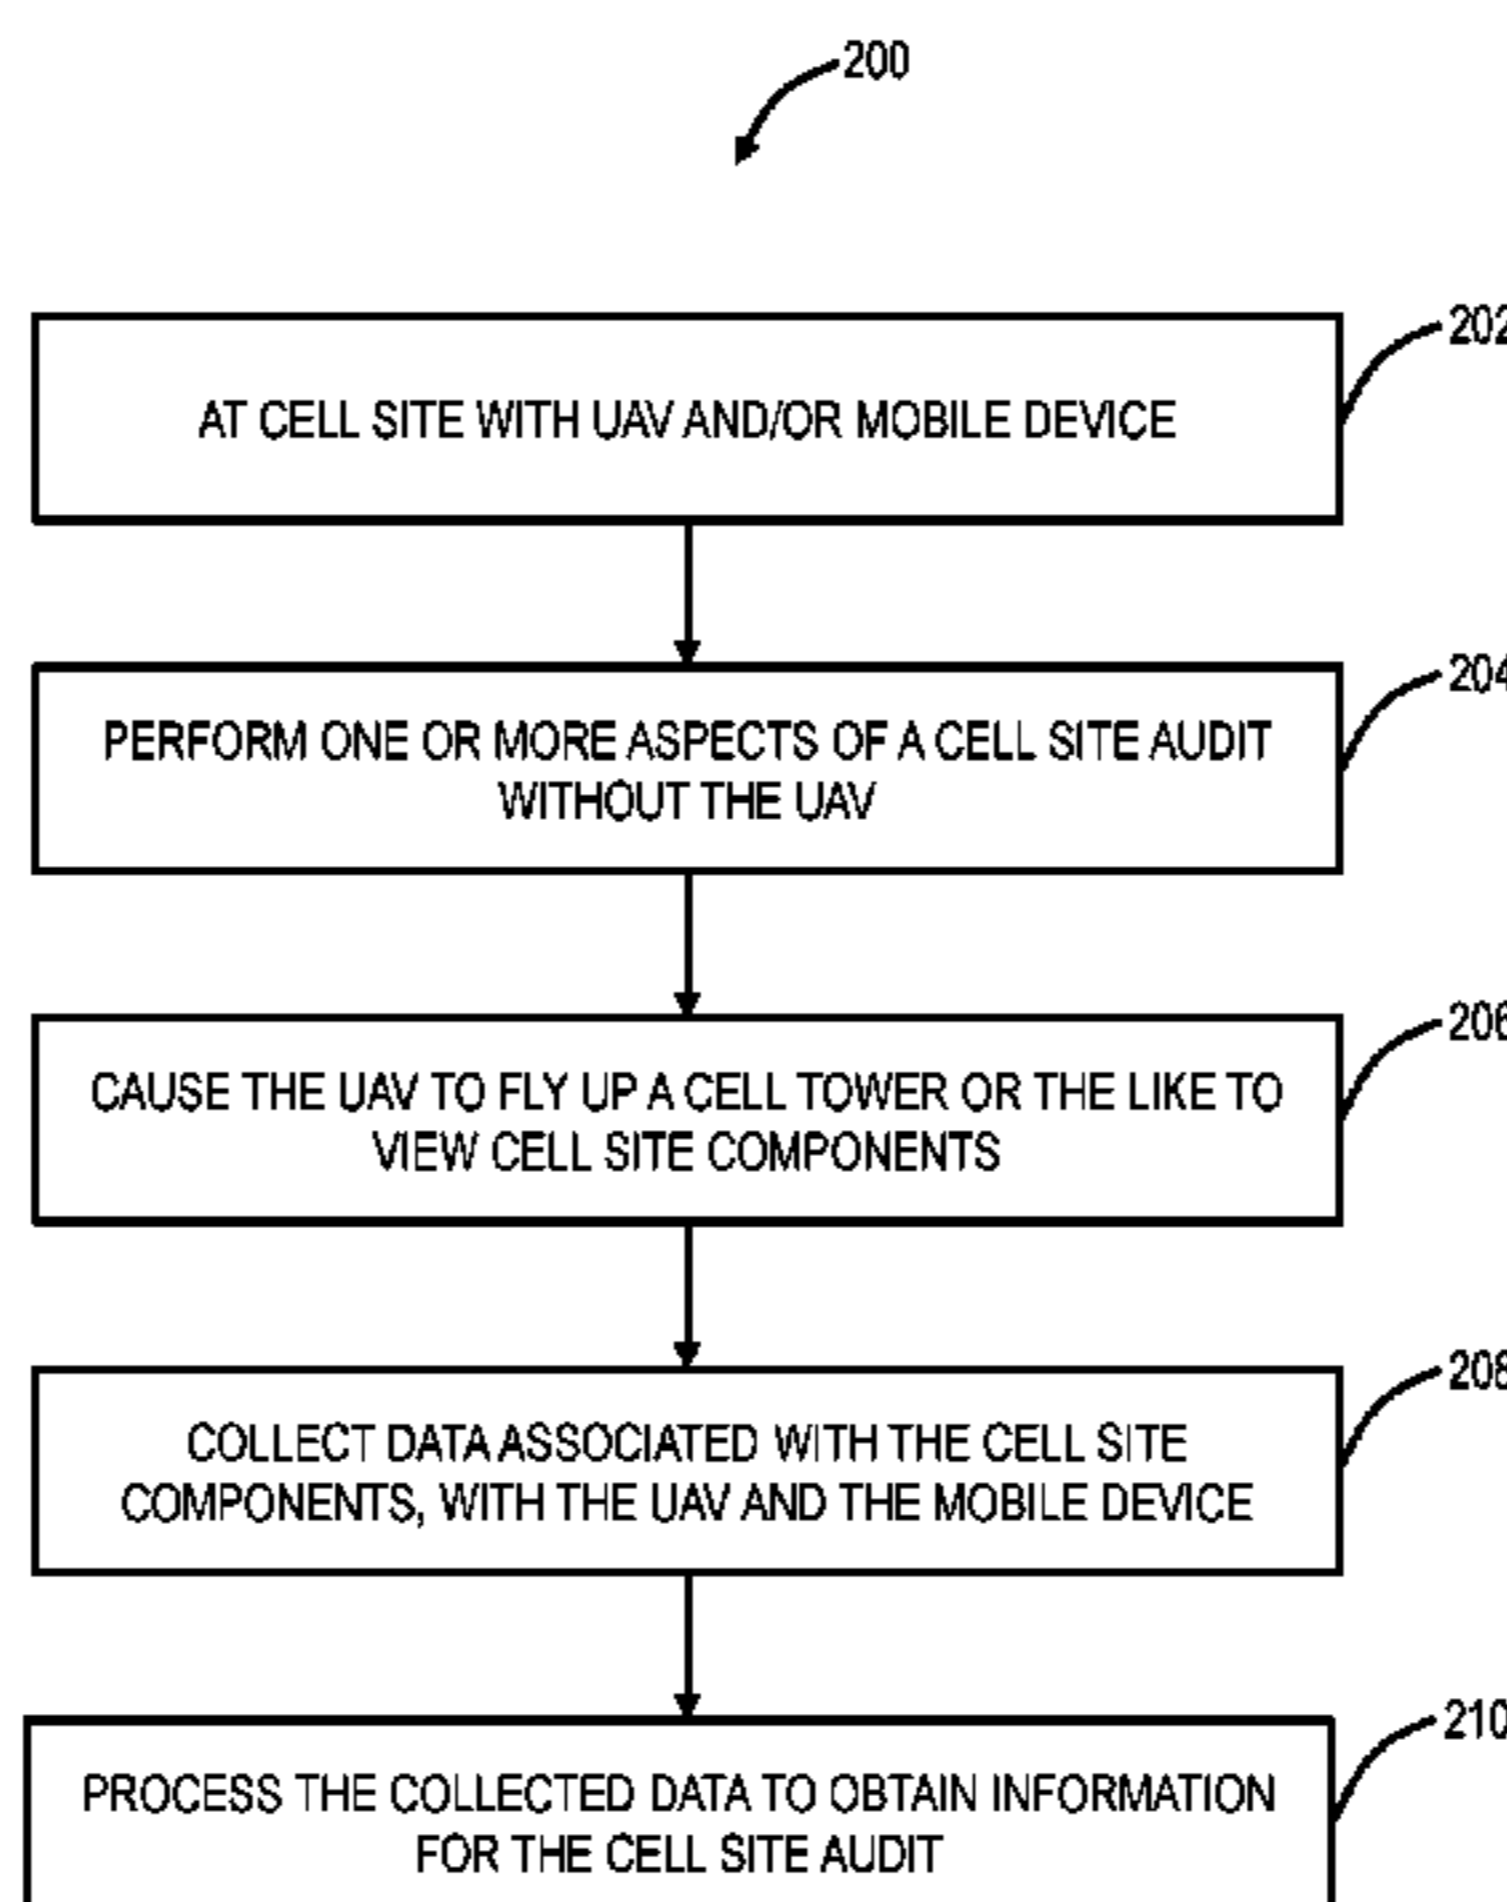 200
202
AT CELL SITE WITH UAV AND/OR MOBILE DEVICE
204
PERFORM ONE OR MORE ASPECTS OF A CELL SITE AUDIT
WITHOUT THE UAV
206
CAUSE THE UAV TO FLY UP A CELL TOWER OR THE LIKE TO
VIEW CELL SITE COMPONENTS
208
COLLECT DATA ASSOCIATED WITH THE CELL SITE
COMPONENTS, WITH THE UAV AND THE MOBILE DEVICE
210
PROCESS THE COLLECTED DATA TO OBTAIN INFORMATION
FOR THE CELL SITE AUDIT